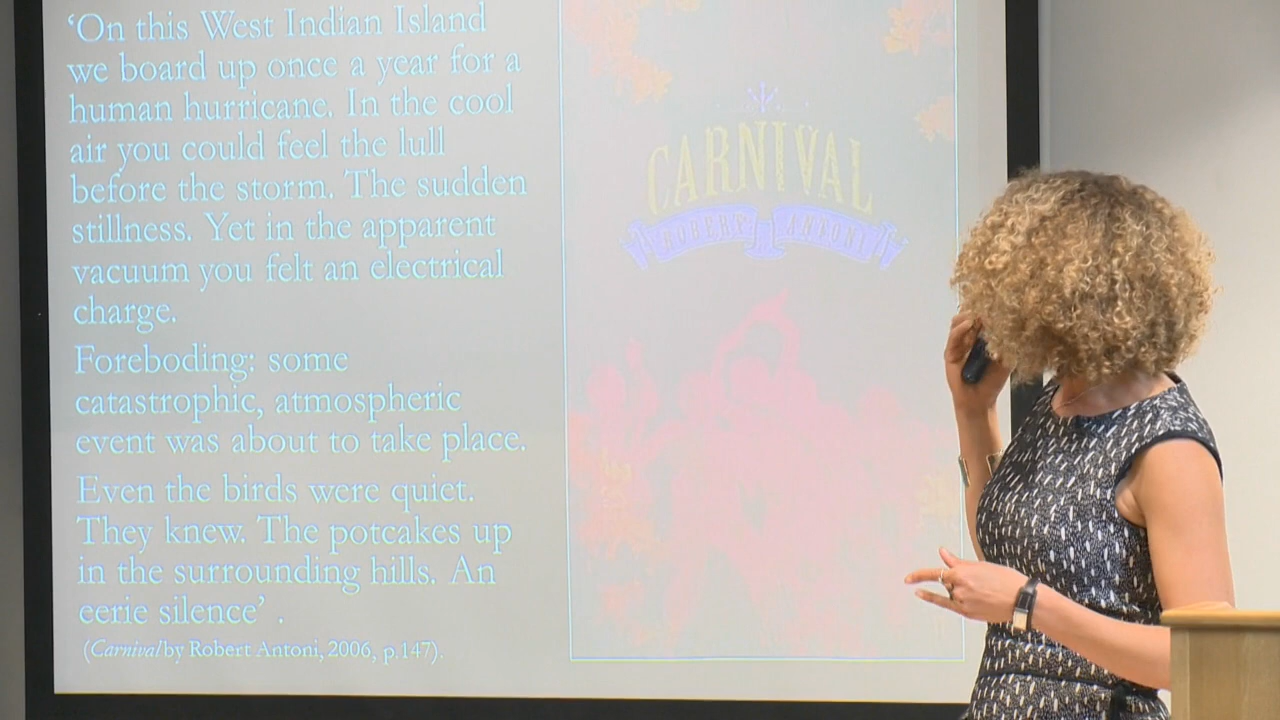 ‘On this West Indian Island
we board up once a year for a
human hurricane. In the cool
air you could feel the lull
before the storm. The sudden
stillness. Yet in the apparent
vacuum you felt an electrical
charge.
Foreboding: some
catastrophic, atmospheric
event was about to take place.
Even the birds were quiet.
They knew. The potcakes up
in the surrounding hills. An
eerie silence’ .
(Carnival by Robert Antoni, 2006, p.147).
CARNIVAL
ROBERT ANTONI